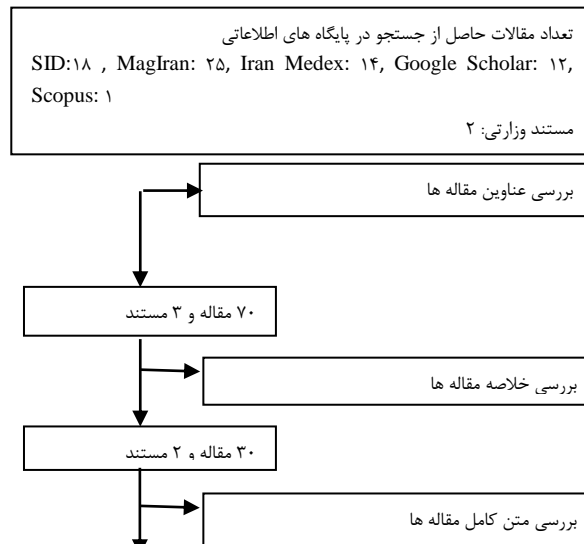 تعداد مقالات حاصل از جستجو در پایگاه های اطلاعاتی
SID:۱۸ , MagIran: ۲۵, Iran Medex: ۱۴, Google Scholar: ۱۲,
Scopus: ۱
مستند وزارتی: ۲
بررسی عناوین مقاله ها
۷۰ مقاله و ۳ مستند
بررسی خلاصه مقاله ها
۳۰ مقاله و ۲ مستند
بررسی متن کامل مقاله ها